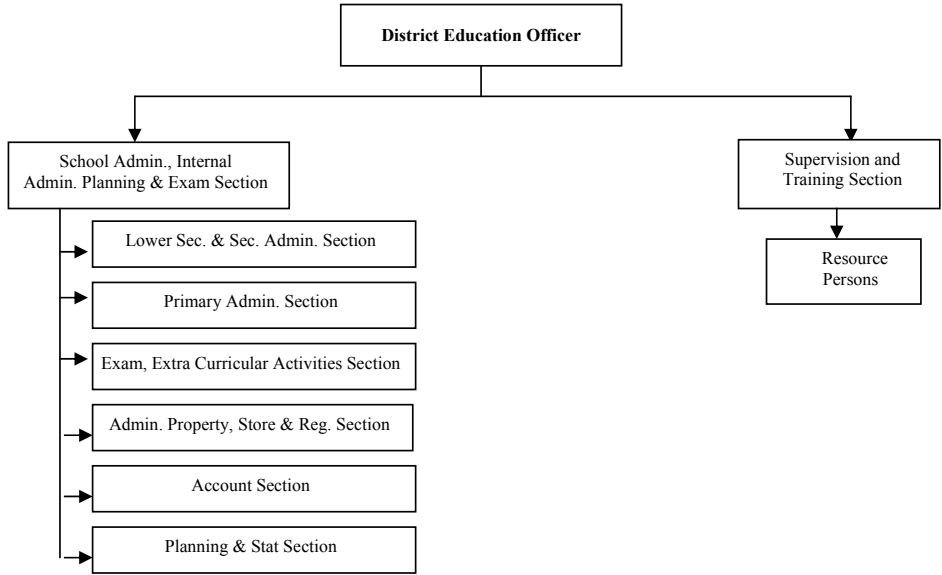 District Education Officer
School Admin., Internal
Admin. Planning & Exam Section
Supervision and
Training Section
Lower Sec. & Sec. Admin. Section
Resource
Persons
Primary Admin. Section
Exam, Extra Curricular Activities Section
Admin. Property, Store & Reg. Section
Account Section
Planning & Stat Section